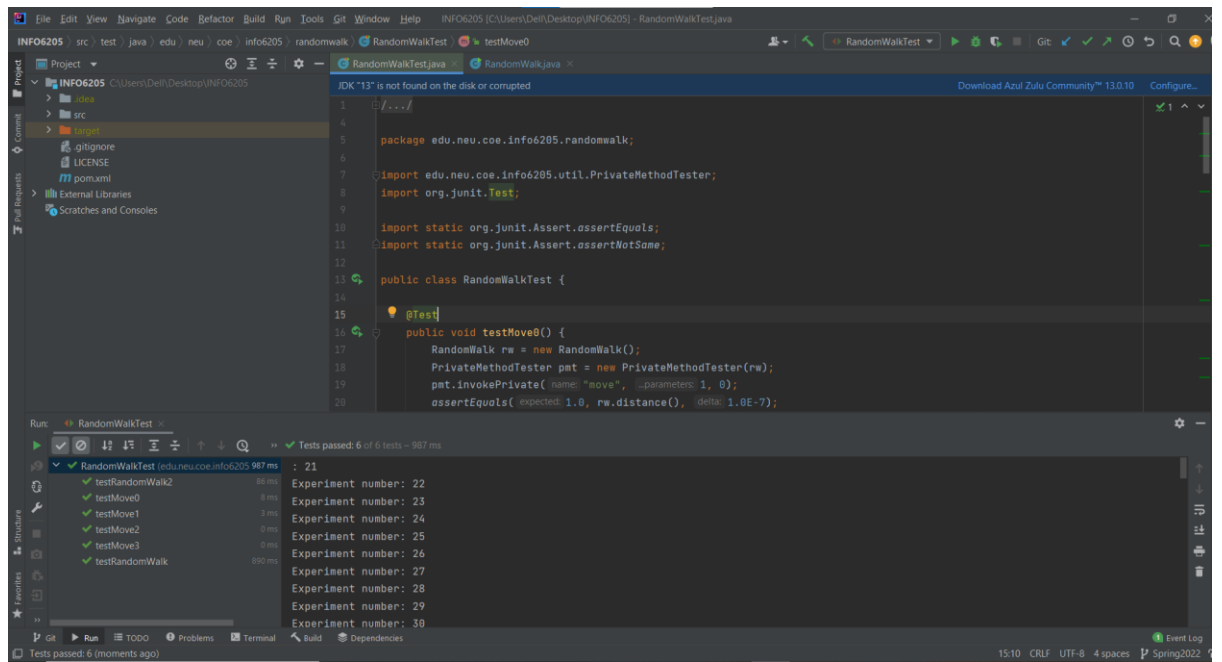 File Edit View Navigate Code Refactor Build Run Tools Git Window Help INFO6205 [C:\Users\Dell\Desktop\INFO6205] - RandomWalkTest.java
INFO6205 src test java edu neu coe info6205 randomwalk RandomWalkTest testMove0 RandomWalkTest Git:
Project
RandomWalkTest.java RandomWalk.java
INFO6205 C:\Users\Dell\Desktop\INFO6205
.idea
src
target
.gitignore
LICENSE
pom.xml
External Libraries
Scratches and Consoles
Project
Commit
Pull Requests
JDK "13" is not found on the disk or corrupted Download Azul Zulu Community™ 13.0.10 Configure...
1 /.../
4
5 package edu.neu.coe.info6205.randomwalk;
6
7 import edu.neu.coe.info6205.util.PrivateMethodTester;
8 import org.junit.Test;
9
10 import static org.junit.Assert.assertEquals;
11 import static org.junit.Assert.assertNotSame;
12
13 public class RandomWalkTest {
14
15 @Test
16 public void testMove0() {
17 RandomWalk rw = new RandomWalk();
18 PrivateMethodTester pmt = new PrivateMethodTester(rw);
19 pmt.invokePrivate( name: "move", ...parameters: 1, 0);
20 assertEquals( expected: 1.0, rw.distance(), delta: 1.0E-7);
1
Run: RandomWalkTest
Tests passed: 6 of 6 tests – 987 ms
RandomWalkTest (edu.neu.coe.info6205 987 ms
testRandomWalk2 86 ms
testMove0 8 ms
testMove1 3 ms
testMove2 0 ms
testMove3 0 ms
testRandomWalk 890 ms
: 21
Experiment number: 22
Experiment number: 23
Experiment number: 24
Experiment number: 25
Experiment number: 26
Experiment number: 27
Experiment number: 28
Experiment number: 29
Experiment number: 30
Structure
Favorites
Git Run TODO Problems Terminal Build Dependencies 1 Event Log
Tests passed: 6 (moments ago) 15:10 CRLF UTF-8 4 spaces Spring2022